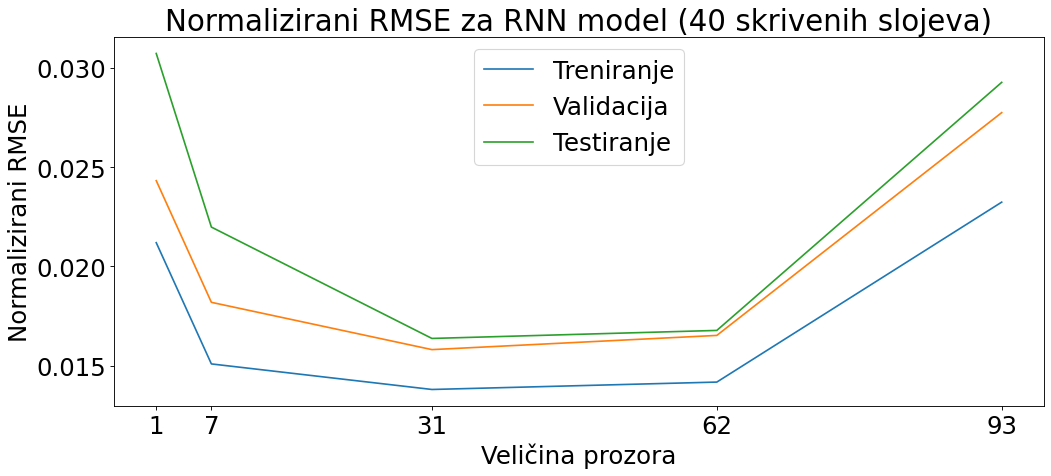 Normalizirani RMSE za RNN model (40 skrivenih slojeva)
Normalizirani RMSE
0.030
0.025
0.020
0.015
Treniranje
Validacija
Testiranje
1 7 31 62 93
Veličina prozora